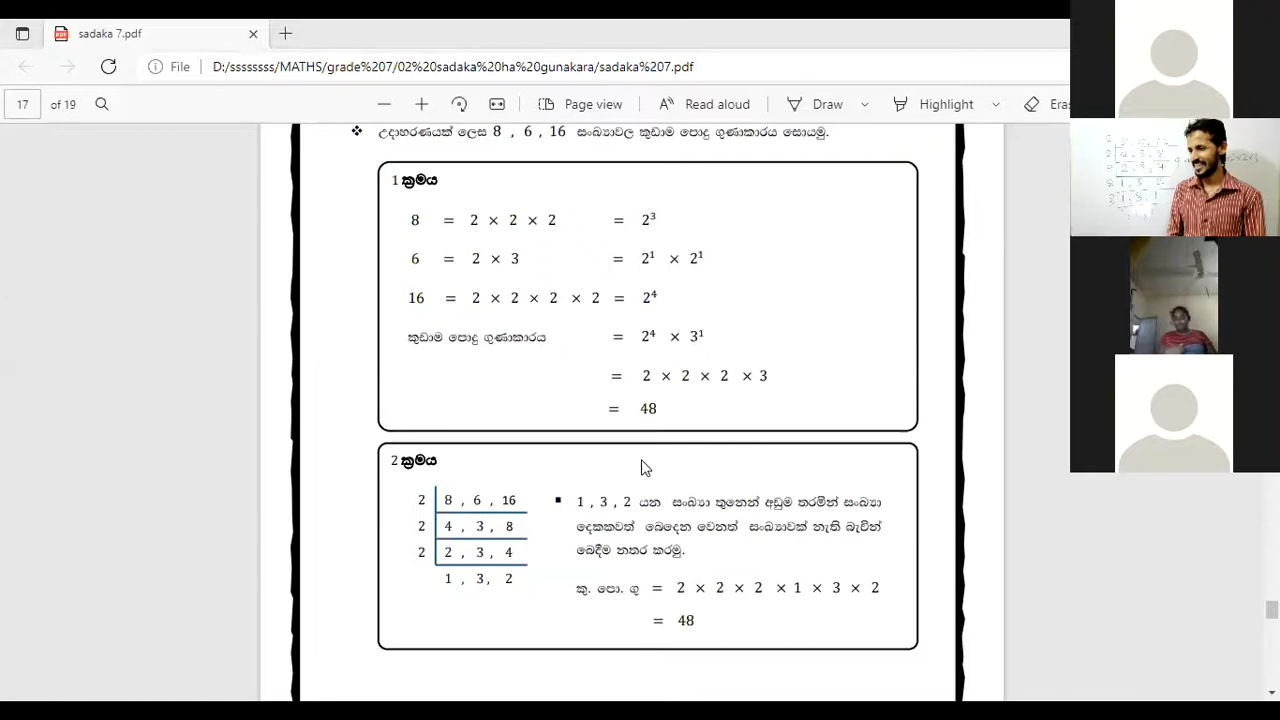 sadaka 7.pdf
File D:/ssssssss/MATHS/grade%207/02%20sadaka%20ha%20gunakara/sadaka%207.pdf
17 of 19 Page view Read aloud Draw Highlight Eras
❖ උදාහරණයක් ලෙස 8 , 6 , 16 සංඛ්‍යාවල කුඩාම පොදු ගුණාකාරය සොයමු.
1 ක්‍රමය
8 = 2 × 2 × 2 = 2³
6 = 2 × 3 = 2¹ × 2¹
16 = 2 × 2 × 2 × 2 = 2⁴
කුඩාම පොදු ගුණාකාරය = 2⁴ × 3¹
= 2 × 2 × 2 × 3
= 48
2 ක්‍රමය
2 8 , 6 , 16
2 4 , 3 , 8
2 2 , 3 , 4
1 , 3 , 2
▪ 1 , 3 , 2 යන සංඛ්‍යා තුනෙන් අඩුම තරමින් සංඛ්‍යා
දෙකකවත් බෙදෙන වෙනත් සංඛ්‍යාවක් නැති බැවින්
බෙදීම නතර කරමු.
කු. පො. ගු = 2 × 2 × 2 × 1 × 3 × 2
= 48